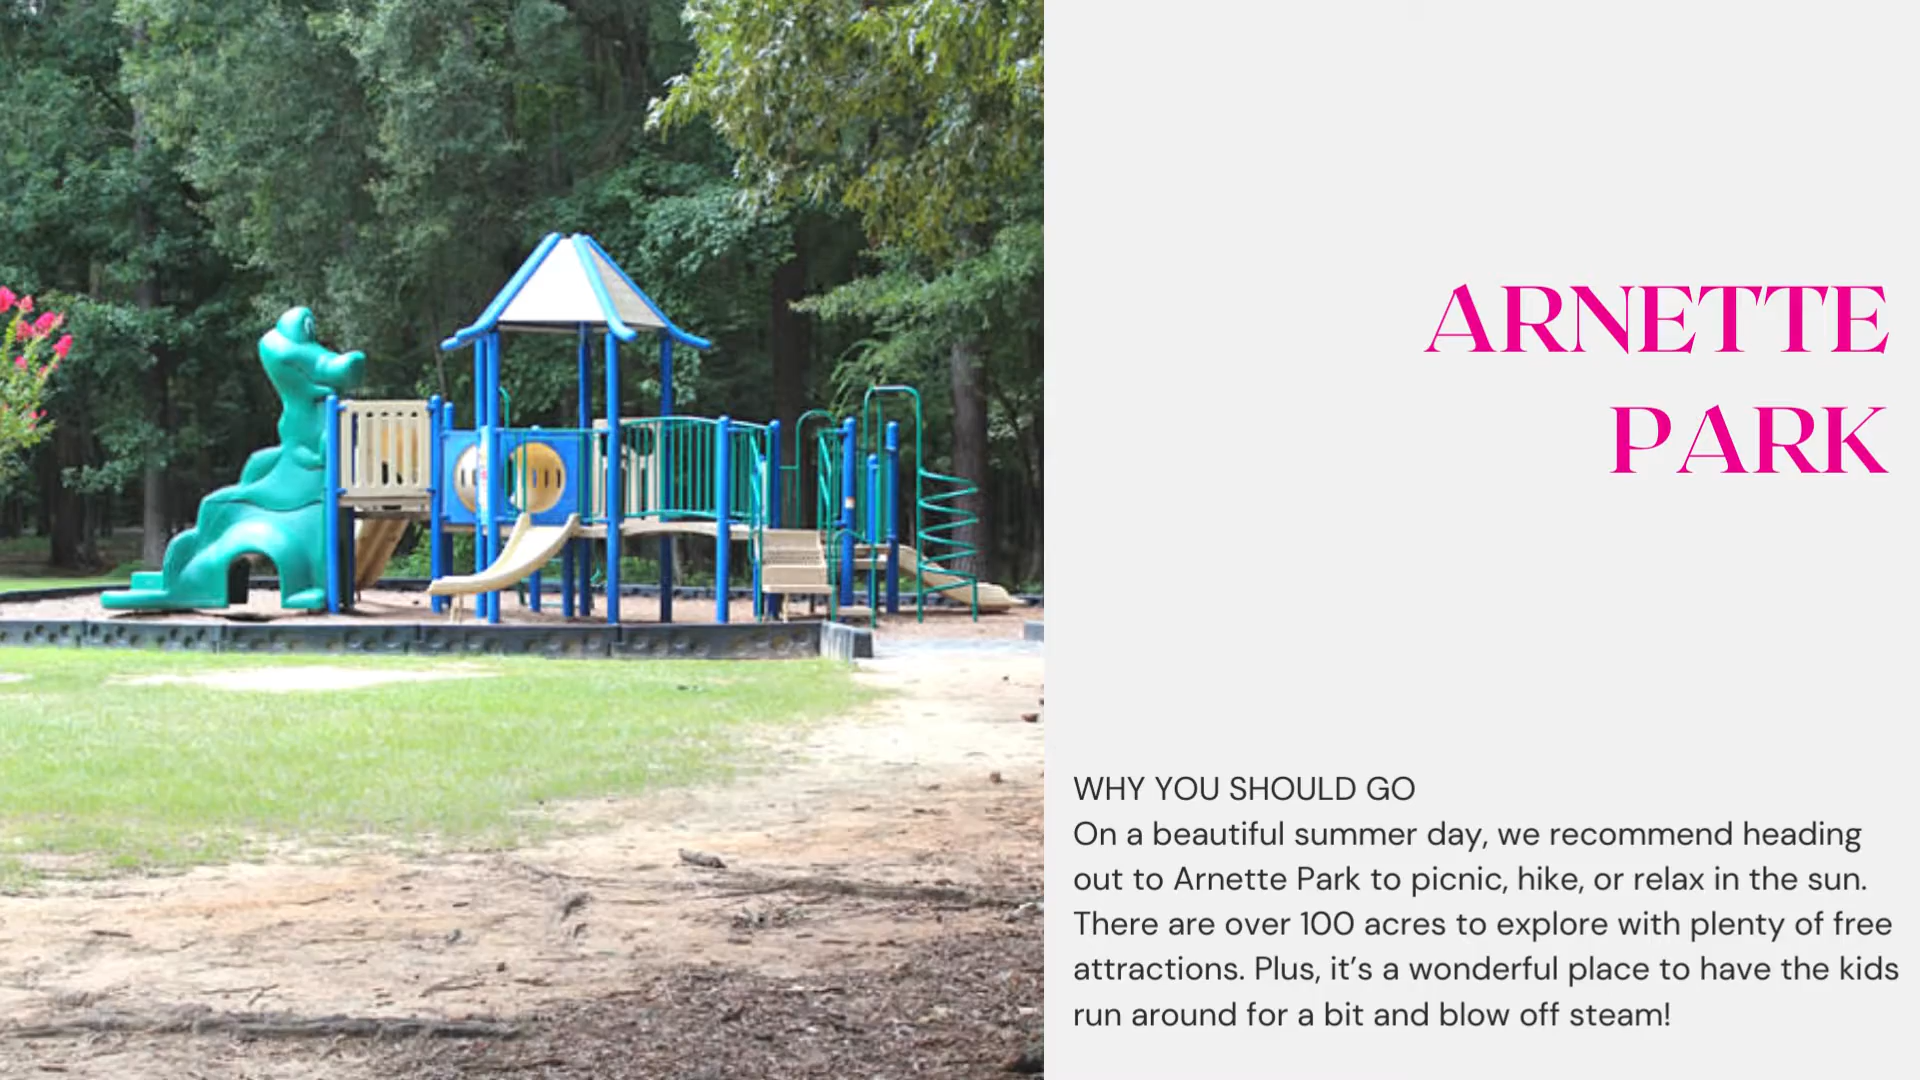 ARNETTE
PARK
WHY YOU SHOULD GO
On a beautiful summer day, we recommend heading
out to Arnette Park to picnic, hike, or relax in the sun.
There are over 100 acres to explore with plenty of free
attractions. Plus, it’s a wonderful place to have the kids
run around for a bit and blow off steam!